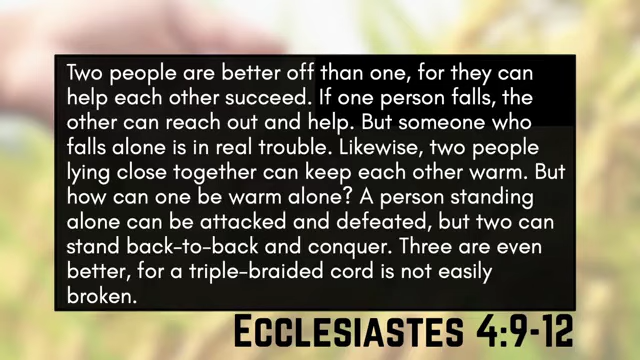 Two people are better off than one, for they can
help each other succeed. If one person falls, the
other can reach out and help. But someone who
falls alone is in real trouble. Likewise, two people
lying close together can keep each other warm. But
how can one be warm alone? A person standing
alone can be attacked and defeated, but two can
stand back-to-back and conquer. Three are even
better, for a triple-braided cord is not easily
broken.
Ecclesiastes 4:9-12